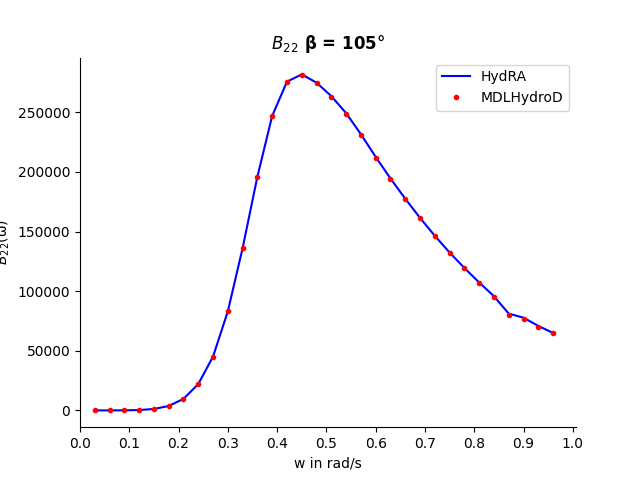 B₂₂ β = 105°
HydRA
MDLHydroD
B₂₂(ω)
250000
200000
150000
100000
50000
0
0.0 0.1 0.2 0.3 0.4 0.5 0.6 0.7 0.8 0.9 1.0
w in rad/s